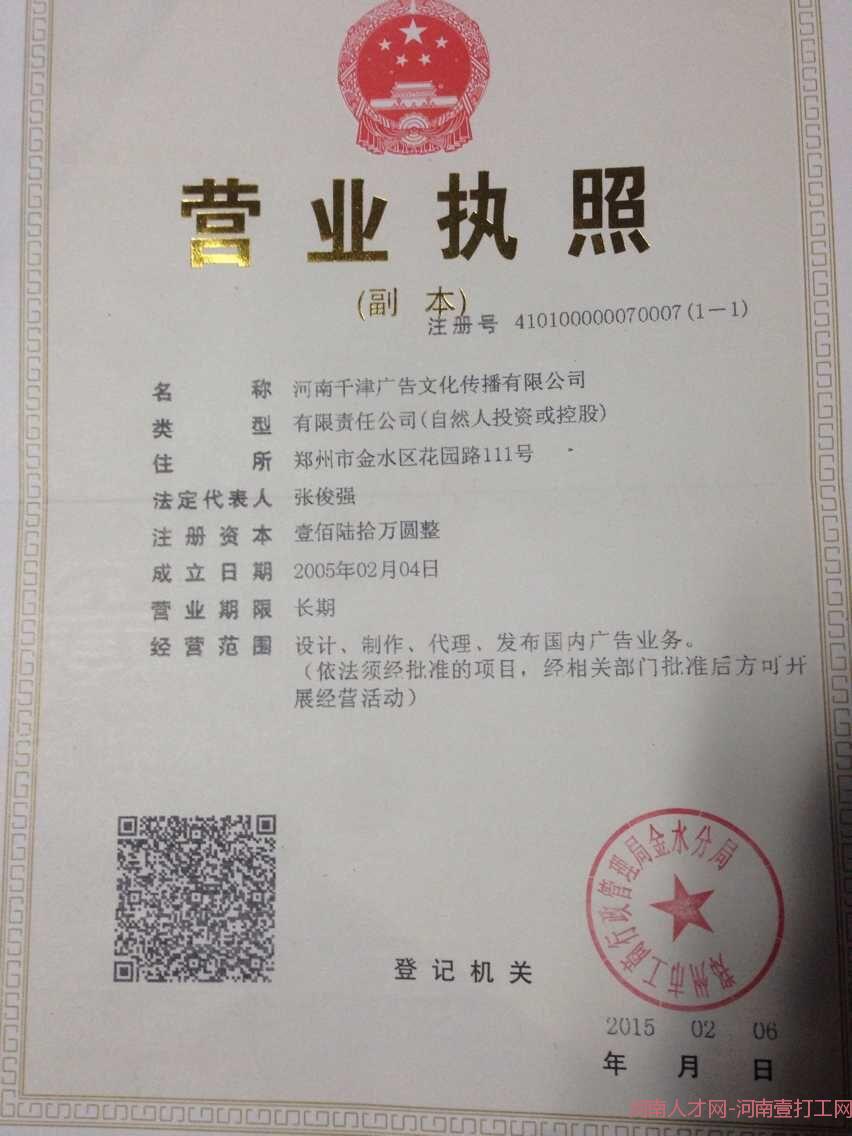 营业执照
(副 本)
注册号 410100000070007(1－1)
名称 河南千津广告文化传播有限公司
类型 有限责任公司(自然人投资或控股)
住所 郑州市金水区花园路111号
法定代表人 张俊强
注册资本 壹佰陆拾万圆整
成立日期 2005年02月04日
营业期限 长期
经营范围 设计、制作、代理、发布国内广告业务。
（依法须经批准的项目，经相关部门批准后方可开
展经营活动）
郑州市工商行政管理局金水分局
登记机关
2015 02 06
年 月 日
河南人才网-河南壹打工网